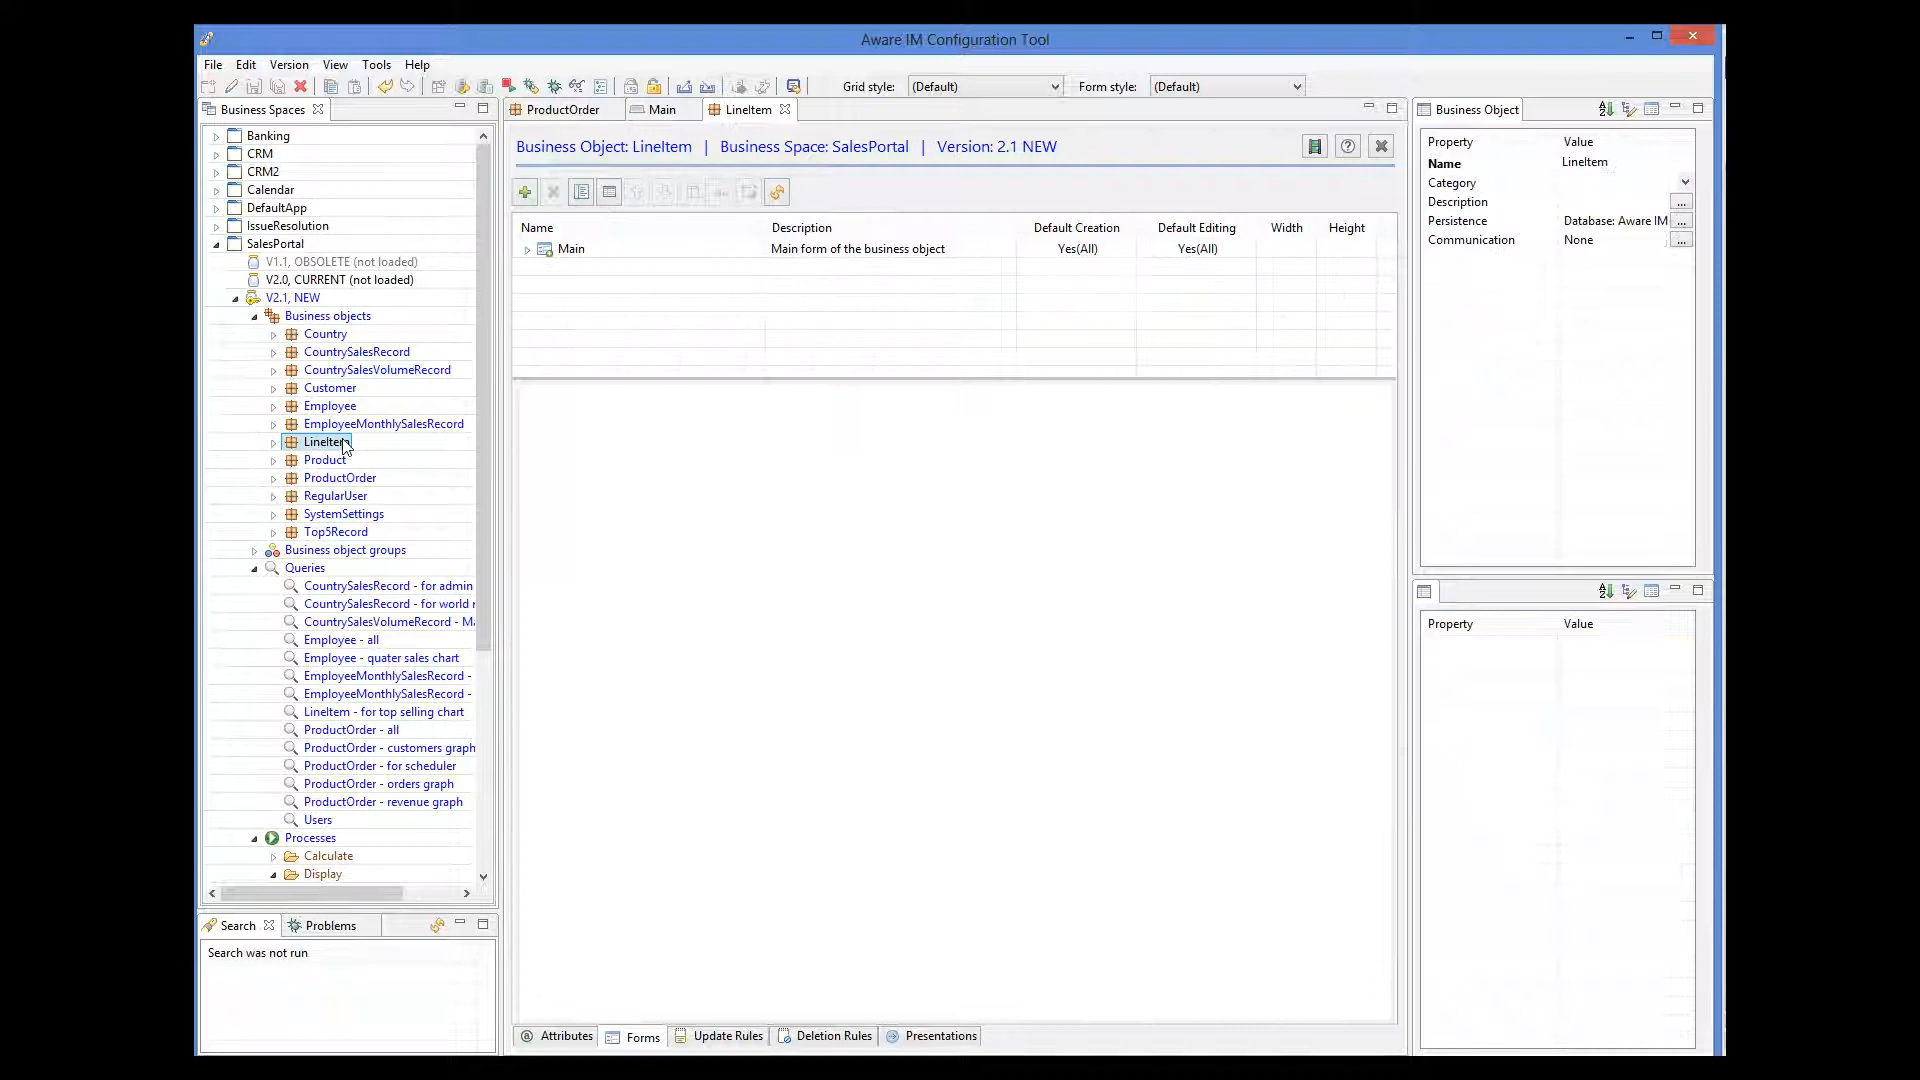 Aware IM Configuration Tool
File Edit Version View Tools Help
Grid style: (Default) Form style: (Default)
Business Spaces
Banking
CRM
CRM2
Calendar
DefaultApp
IssueResolution
SalesPortal
V1.1, OBSOLETE (not loaded)
V2.0, CURRENT (not loaded)
V2.1, NEW
Business objects
Country
CountrySalesRecord
CountrySalesVolumeRecord
Customer
Employee
EmployeeMonthlySalesRecord
LineItem
Product
ProductOrder
RegularUser
SystemSettings
Top5Record
Business object groups
Queries
CountrySalesRecord - for admin
CountrySalesRecord - for world
CountrySalesVolumeRecord -
Employee - all
Employee - quater sales chart
EmployeeMonthlySalesRecord -
EmployeeMonthlySalesRecord -
LineItem - for top selling chart
ProductOrder - all
ProductOrder - customers graph
ProductOrder - for scheduler
ProductOrder - orders graph
ProductOrder - revenue graph
Users
Processes
Calculate
Display
Search Problems
Search was not run
ProductOrder Main LineItem
Business Object: LineItem | Business Space: SalesPortal | Version: 2.1 NEW
Name Description Default Creation Default Editing Width Height
Main Main form of the business object Yes(All) Yes(All)
Attributes Forms Update Rules Deletion Rules Presentations
Business Object
Property Value
Name LineItem
Category
Description ...
Persistence Database: Aware IM ...
Communication None ...
Property Value